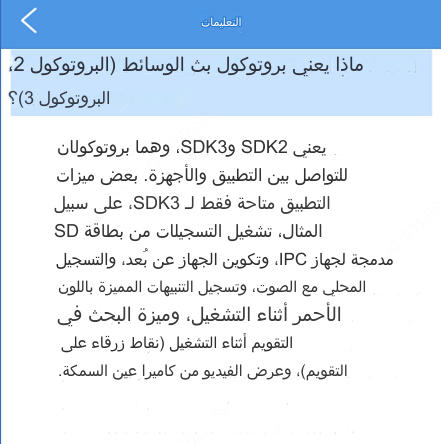 التعليمات
ماذا يعني بروتوكول بث الوسائط (البروتوكول 2،
البروتوكول 3)؟
يعني SDK2 وSDK3، وهما بروتوكولان
للتواصل بين التطبيق والأجهزة. بعض ميزات
التطبيق متاحة فقط لـ SDK3، على سبيل
المثال، تشغيل التسجيلات من بطاقة SD
مدمجة لجهاز IPC، وتكوين الجهاز عن بُعد، والتسجيل
المحلي مع الصوت، وتسجيل التنبيهات المميزة باللون
الأحمر أثناء التشغيل، وميزة البحث في
التقويم أثناء التشغيل (نقاط زرقاء على
التقويم)، وعرض الفيديو من كاميرا عين السمكة.